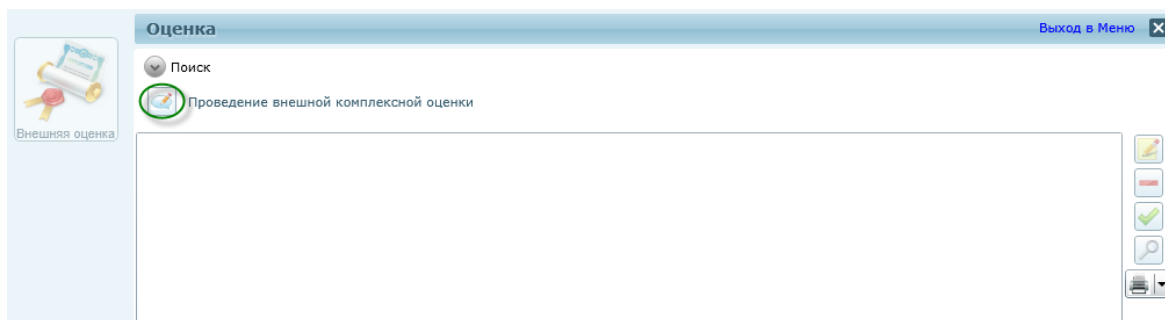 Оценка
Выход в Меню
Поиск
Проведение внешной комплексной оценки
Внешняя оценка